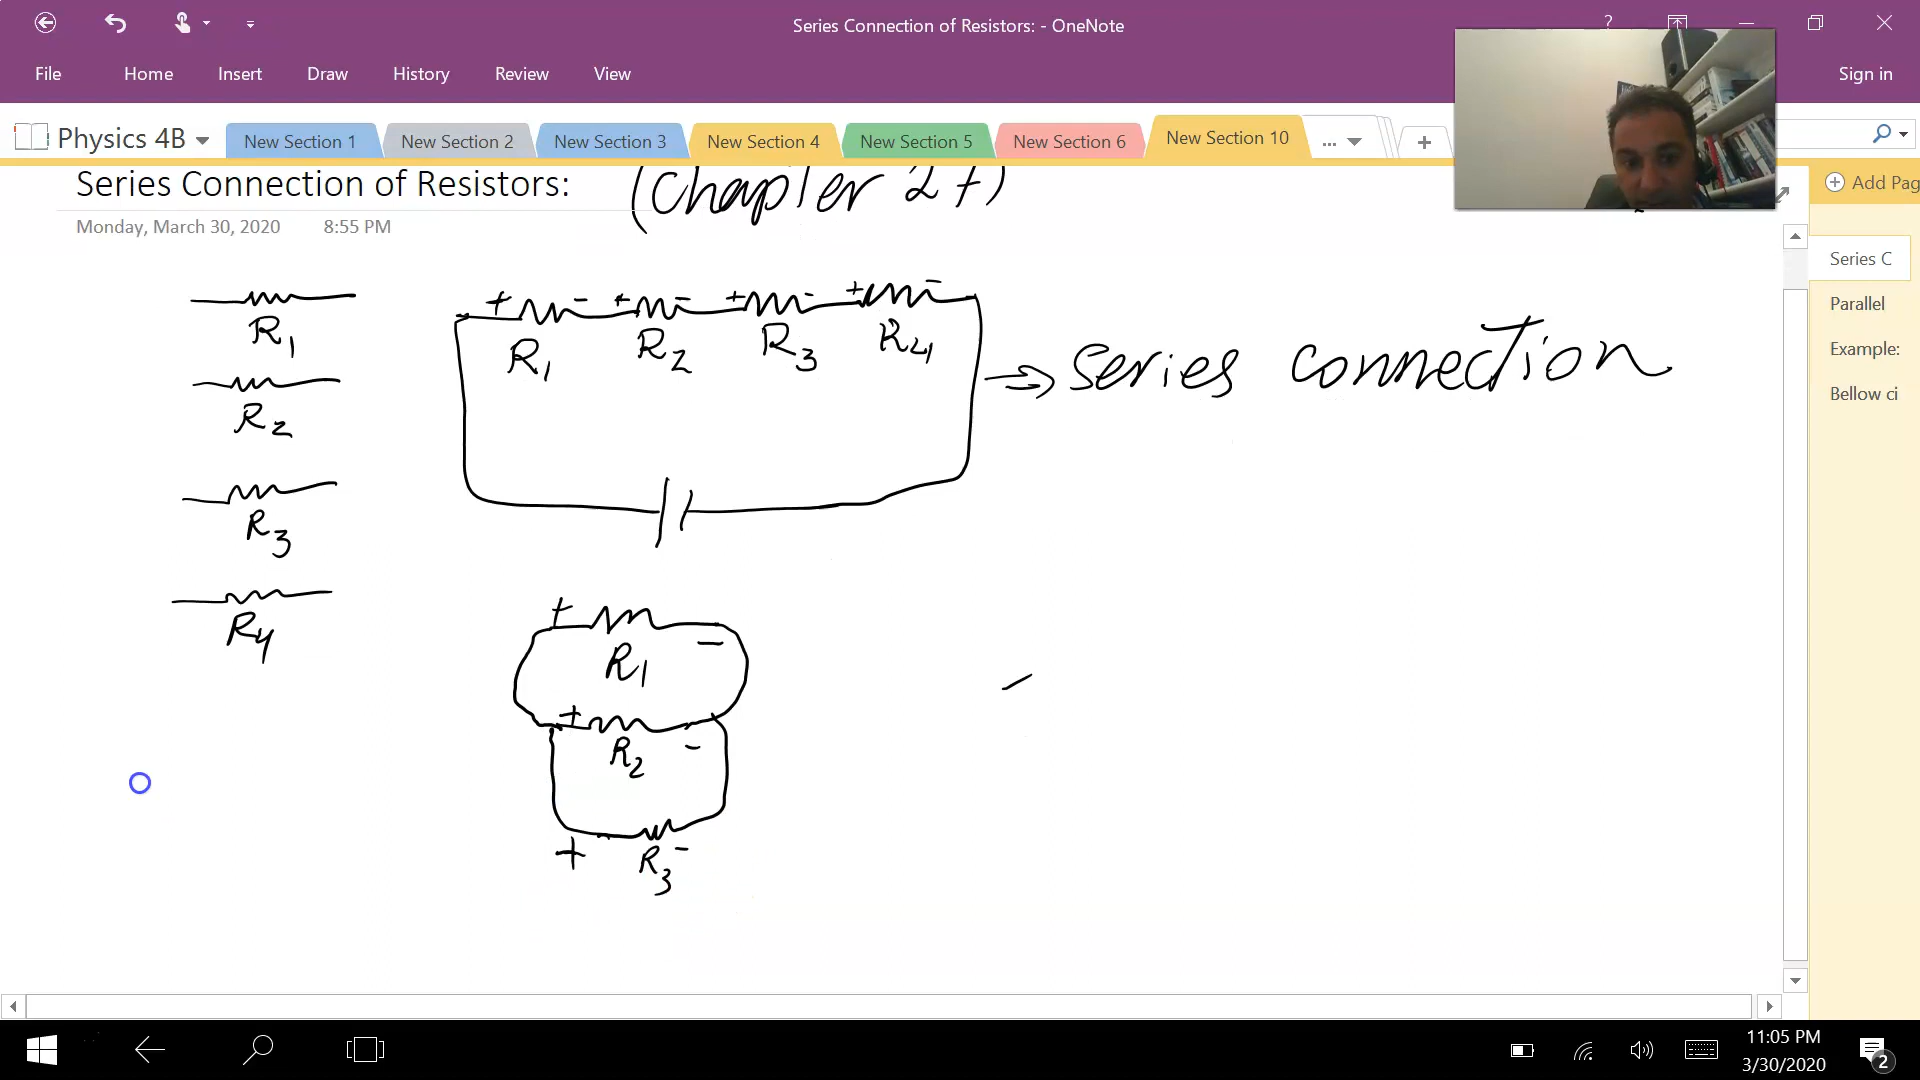 Series Connection of Resistors: - OneNote
?
File Home Insert Draw History Review View Sign in
Physics 4B New Section 1 New Section 2 New Section 3 New Section 4 New Section 5 New Section 6 New Section 10 ... +
Add Pag
Series Connection of Resistors: (Chapter 27)
Monday, March 30, 2020 8:55 PM
Series C
Parallel
Example:
Bellow ci
+ - + - + - + -
R1 R1 R2 R3 R4
→ series connection
R2
R3
R4
+
R1 -
+
R2 -
+ R3 -
11:05 PM
3/30/2020
2